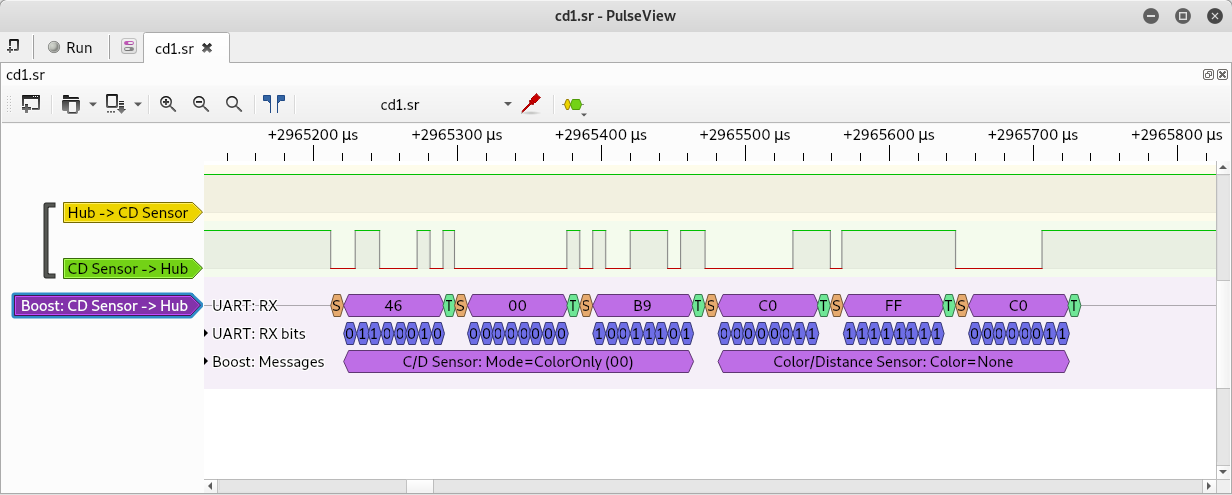 cd1.sr - PulseView
Run
cd1.sr
cd1.sr
cd1.sr
+2965200 µs +2965300 µs +2965400 µs +2965500 µs +2965600 µs +2965700 µs +2965800 µs
Hub -> CD Sensor
CD Sensor -> Hub
Boost: CD Sensor -> Hub
UART: RX S 46 T S 00 T S B9 T S C0 T S FF T S C0 T
UART: RX bits 0 1 1 0 0 0 1 0 0 0 0 0 0 0 0 0 1 0 0 1 1 1 0 1 0 0 0 0 0 0 1 1 1 1 1 1 1 1 1 1 0 0 0 0 0 0 1 1
Boost: Messages C/D Sensor: Mode=ColorOnly (00) Color/Distance Sensor: Color=None